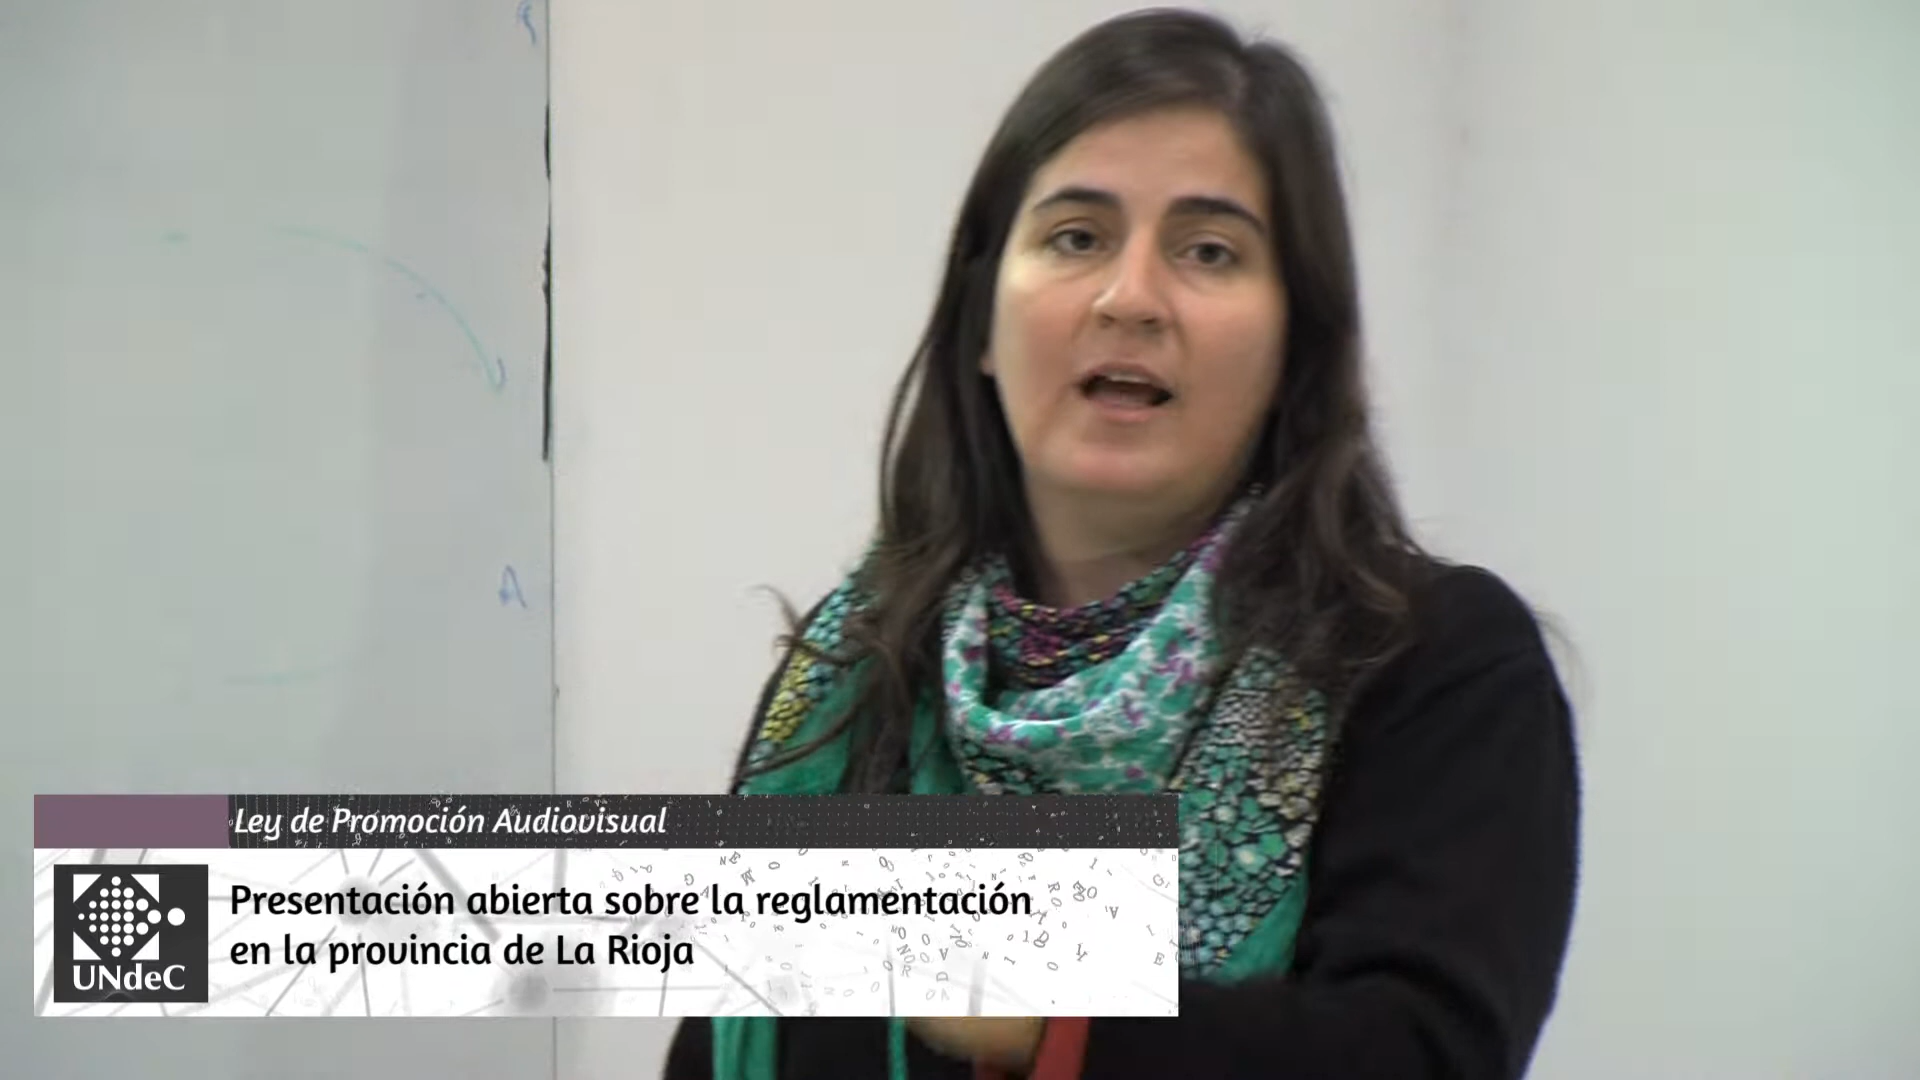 Ley de Promoción Audiovisual
Presentación abierta sobre la reglamentación
en la provincia de La Rioja
UNdeC